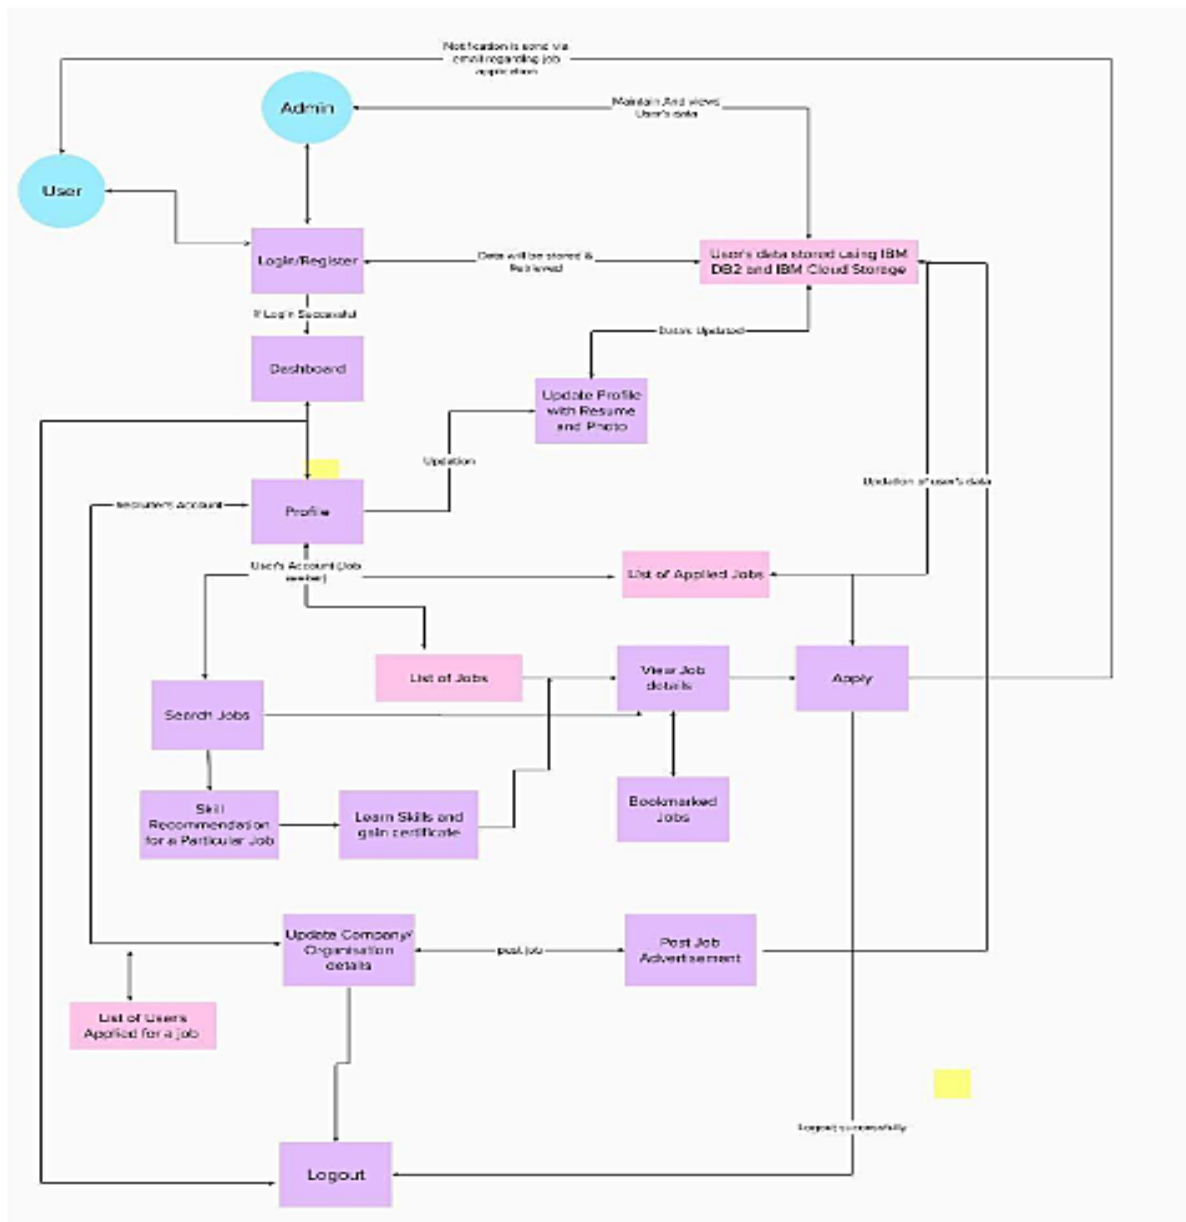 Notification is send via
email regarding job
application
Admin
Maintain And views
User's data
User
Login/Register
Data will be stored &
Retrieved
User's data stored using IBM
DB2 and IBM Cloud Storage
If Login Successful
Dashboard
Data's Updated
Update Profile
with Resume
and Photo
Updation
Updation of user's data
Recruiter's Account
Profile
User's Account (Job
seeker)
List of Applied Jobs
List of Jobs
View Job
details
Apply
Search Jobs
Skill
Recommendation
for a Particular Job
Learn Skills and
gain certificate
Bookmarked
Jobs
Update Company/
Organisation
details
post job
Post Job
Advertisement
List of Users
Applied for a job
Logout successfully
Logout